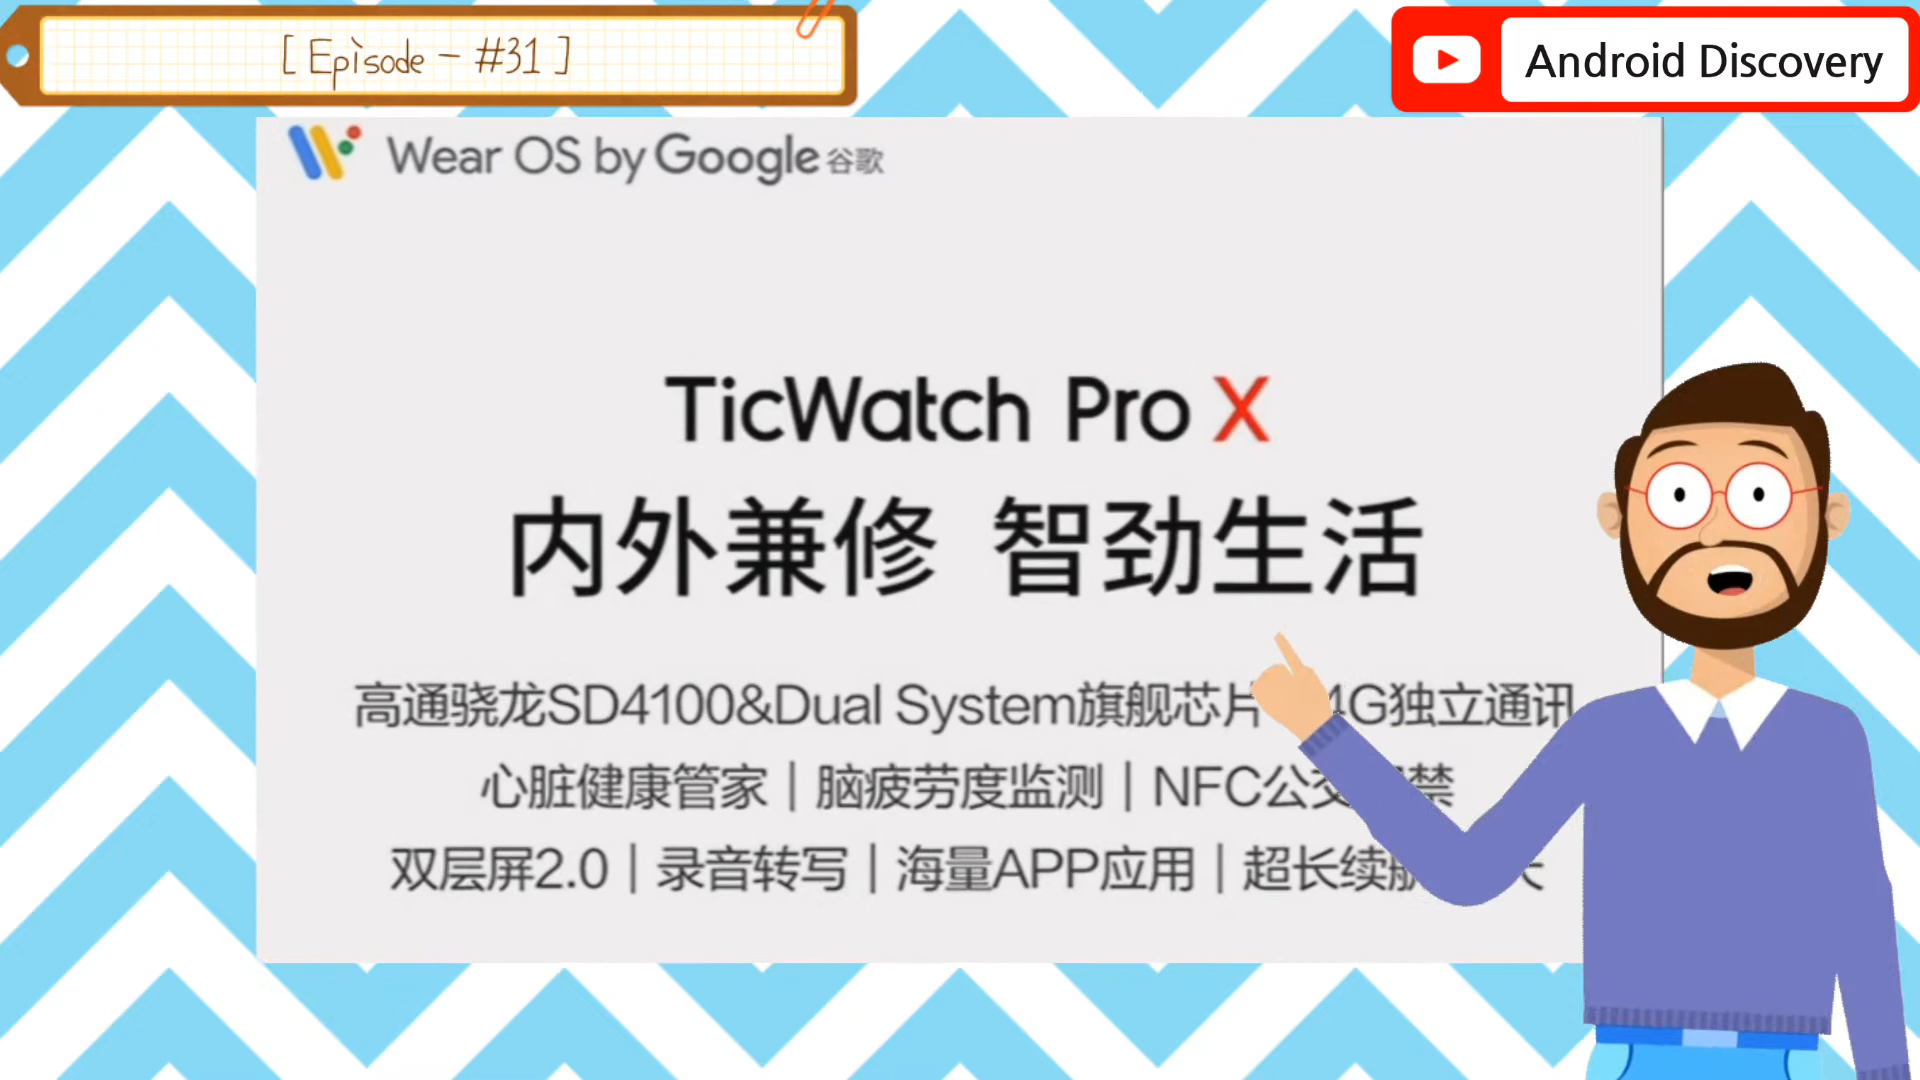 [ Episode - #31 ]
Android Discovery
Wear OS by Google 谷歌
TicWatch Pro X
内外兼修 智劲生活
高通骁龙SD4100&Dual System旗舰芯片 4G独立通讯
心脏健康管家｜脑疲劳度监测｜NFC公交 禁
双层屏2.0｜录音转写｜海量APP应用｜超长续航 天